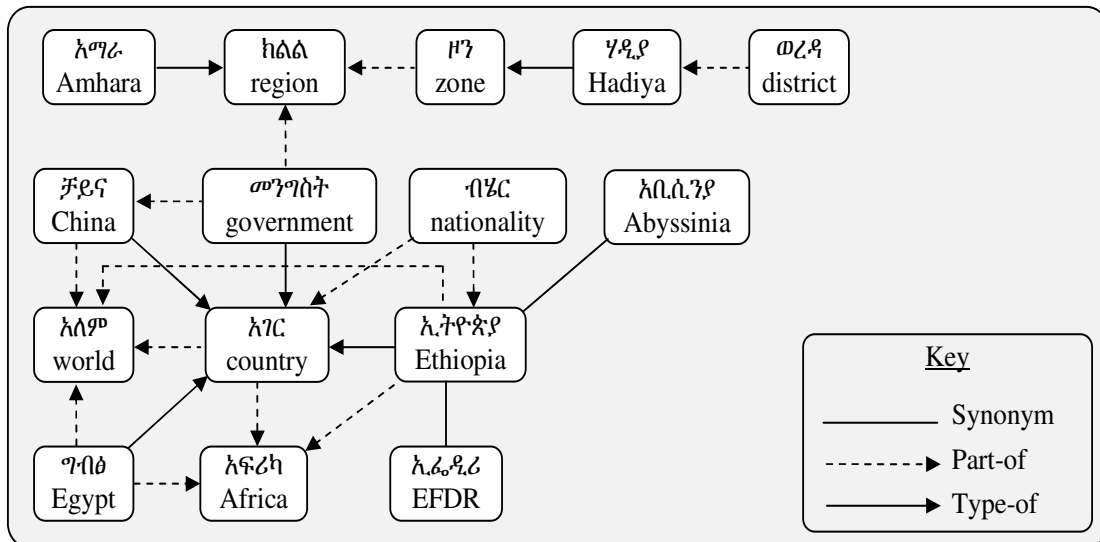 አማራ
Amhara
ክልል
region
ዞን
zone
ሃዲያ
Hadiya
ወረዳ
district
ቻይና
China
መንግስት
government
ብሄር
nationality
አቢሲንያ
Abyssinia
አለም
world
አገር
country
ኢትዮጵያ
Ethiopia
ግብፅ
Egypt
አፍሪካ
Africa
ኢፌዲሪ
EFDR
Key
Synonym
Part-of
Type-of